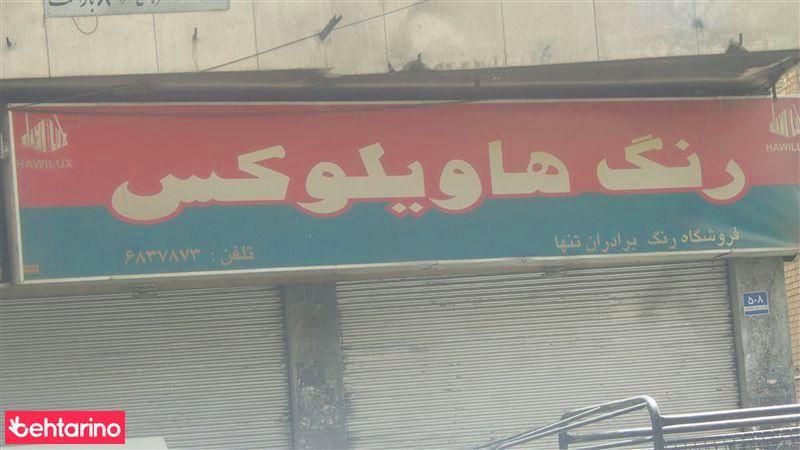 HAWILUX
HAWILUX
رنگ هاویلوکس
فروشگاه رنگ برادران تنها
تلفن : ۶۸۳۷۸۷۳
۵۰۸
behtarino